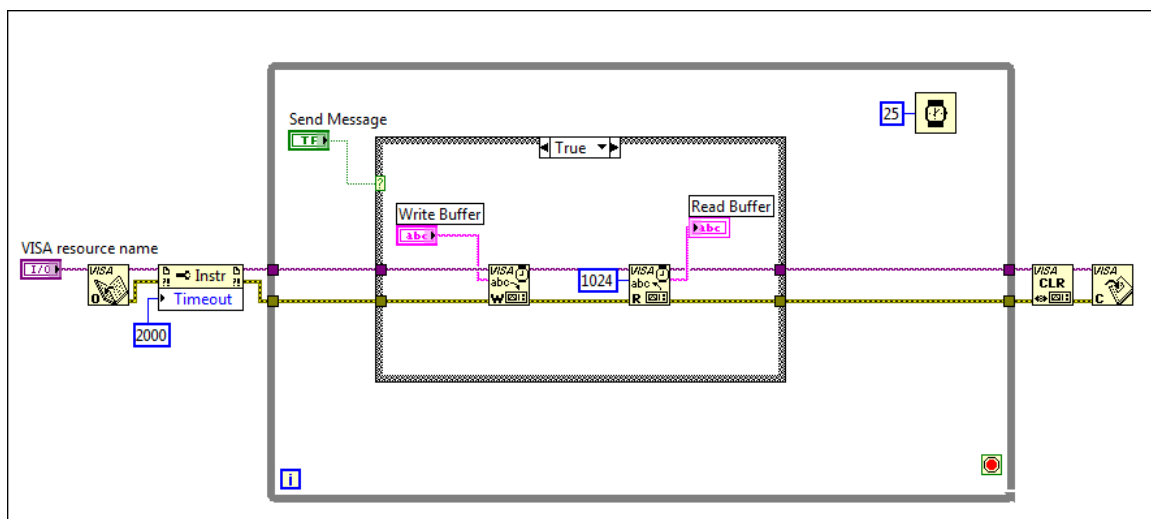 Send Message
TF
25
True
?
Write Buffer
abc
Read Buffer
abc
VISA resource name
I/O
VISA
O
?!
Instr
?!
Timeout
2000
VISA
abc
W
1024
VISA
abc
R
VISA
CLR
VISA
C
i